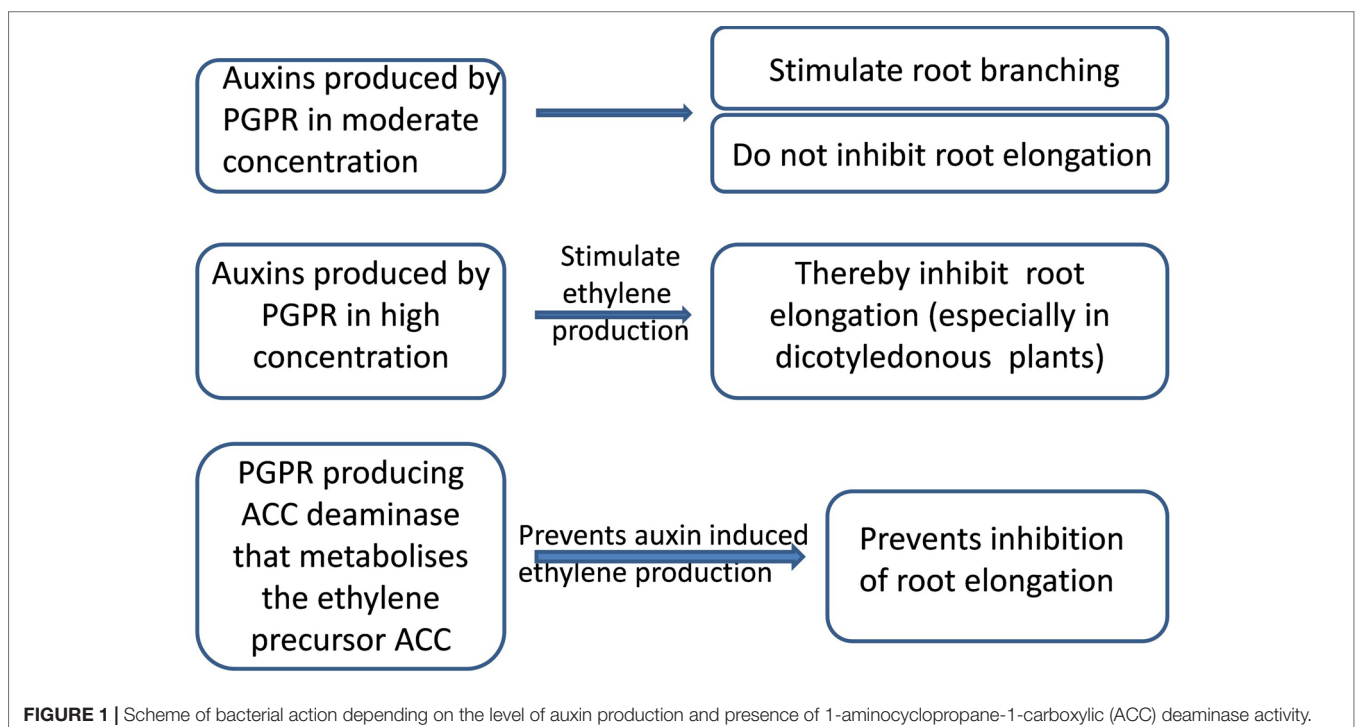 Auxins produced by
PGPR in moderate
concentration
Stimulate root branching
Do not inhibit root elongation
Auxins produced by
PGPR in high
concentration
Stimulate
ethylene
production
Thereby inhibit root
elongation (especially in
dicotyledonous plants)
PGPR producing
ACC deaminase
that metabolises
the ethylene
precursor ACC
Prevents auxin induced
ethylene production
Prevents inhibition
of root elongation
FIGURE 1 | Scheme of bacterial action depending on the level of auxin production and presence of 1-aminocyclopropane-1-carboxylic (ACC) deaminase activity.